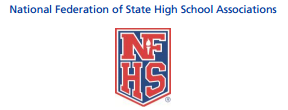 National Federation of State High School Associations
NF
HS
®